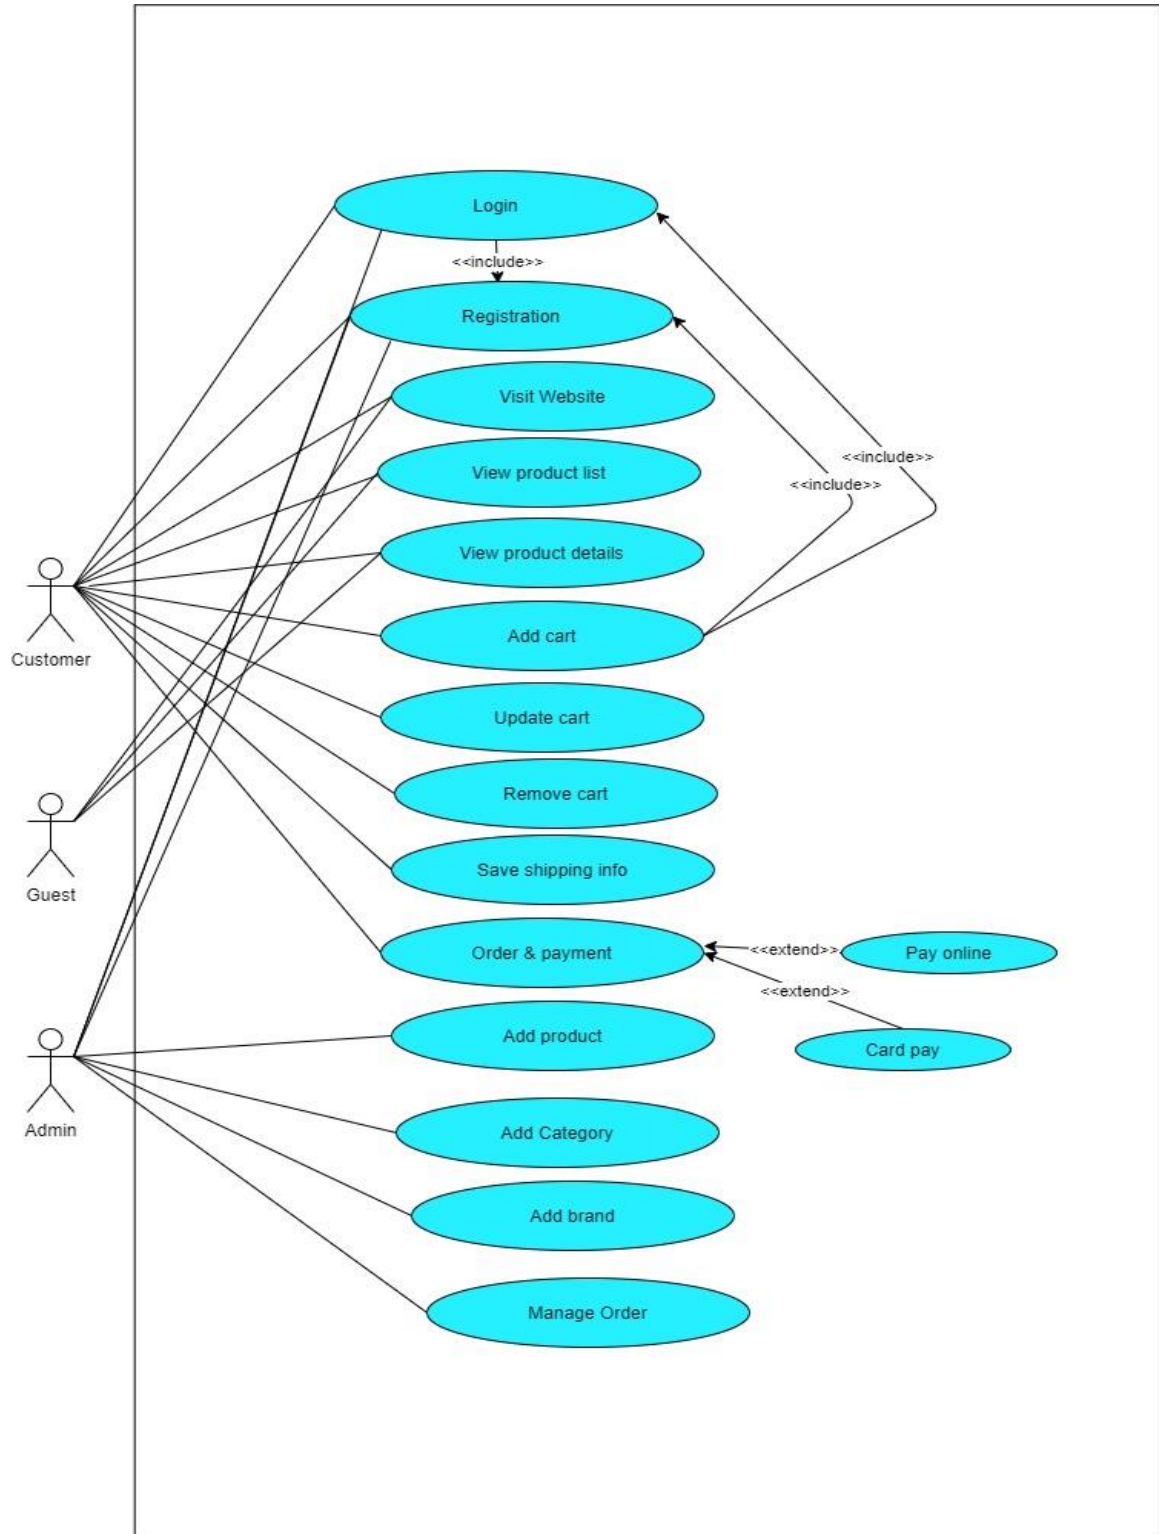 Login
<<include>>
Registration
Visit Website
View product list
<<include>>
<<include>>
View product details
Add cart
Customer
Update cart
Remove cart
Guest
Save shipping info
Order & payment
<<extend>>
Pay online
<<extend>>
Add product
Card pay
Admin
Add Category
Add brand
Manage Order